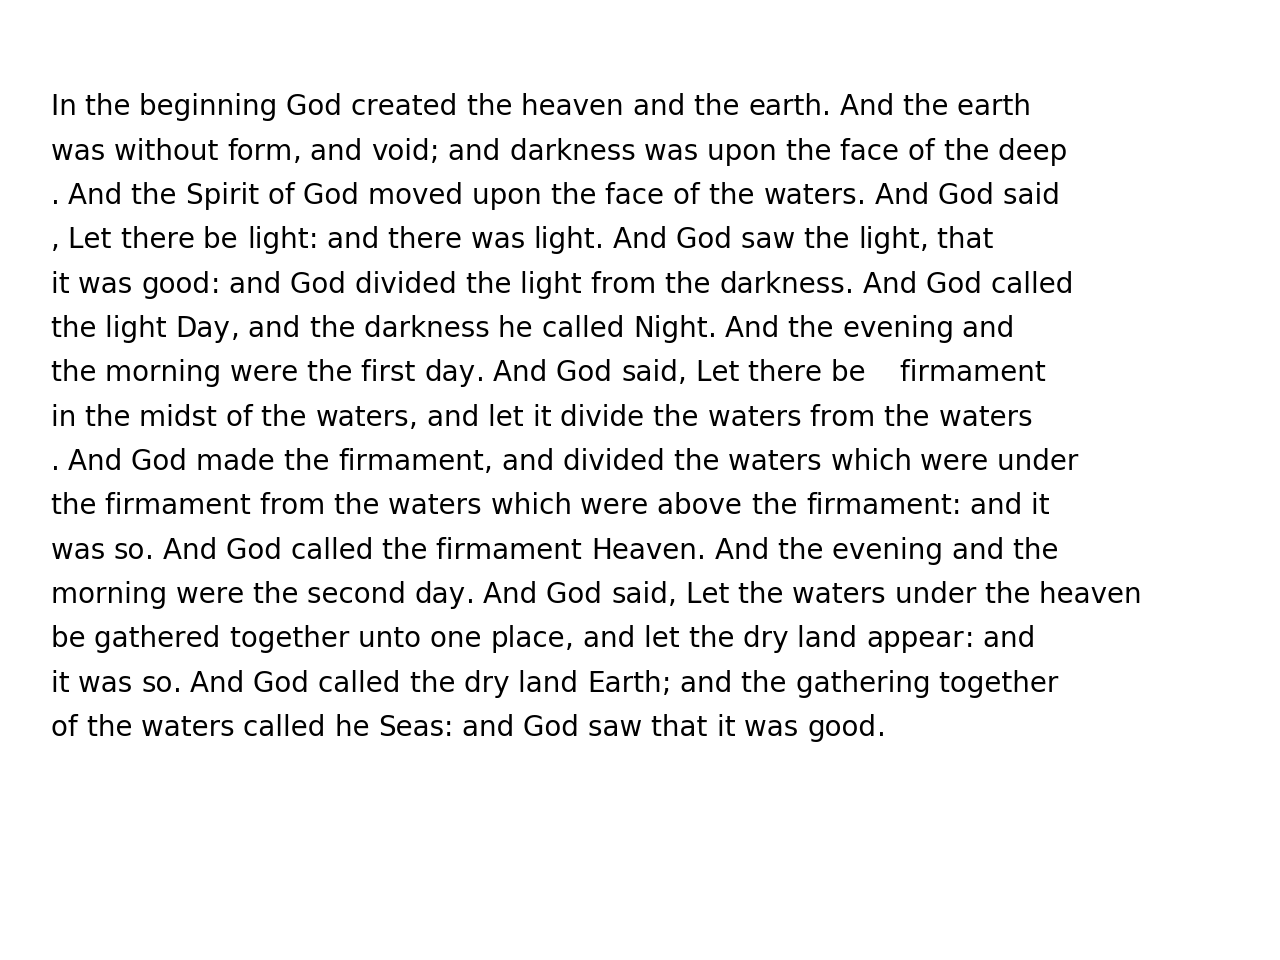 In the beginning God created the heaven and the earth. And the earth
was without form, and void; and darkness was upon the face of the deep
. And the Spirit of God moved upon the face of the waters. And God said
, Let there be light: and there was light. And God saw the light, that
it was good: and God divided the light from the darkness. And God called
the light Day, and the darkness he called Night. And the evening and
the morning were the first day. And God said, Let there be firmament
in the midst of the waters, and let it divide the waters from the waters
. And God made the firmament, and divided the waters which were under
the firmament from the waters which were above the firmament: and it
was so. And God called the firmament Heaven. And the evening and the
morning were the second day. And God said, Let the waters under the heaven
be gathered together unto one place, and let the dry land appear: and
it was so. And God called the dry land Earth; and the gathering together
of the waters called he Seas: and God saw that it was good.